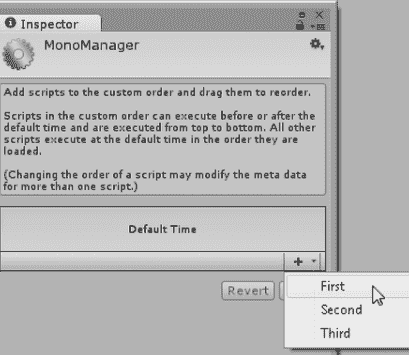 Inspector
MonoManager
Add scripts to the custom order and drag them to reorder.
Scripts in the custom order can execute before or after the
default time and are executed from top to bottom. All other
scripts execute at the default time in the order they are
loaded.
(Changing the order of a script may modify the meta data
for more than one script.)
Default Time
Revert
First
Second
Third